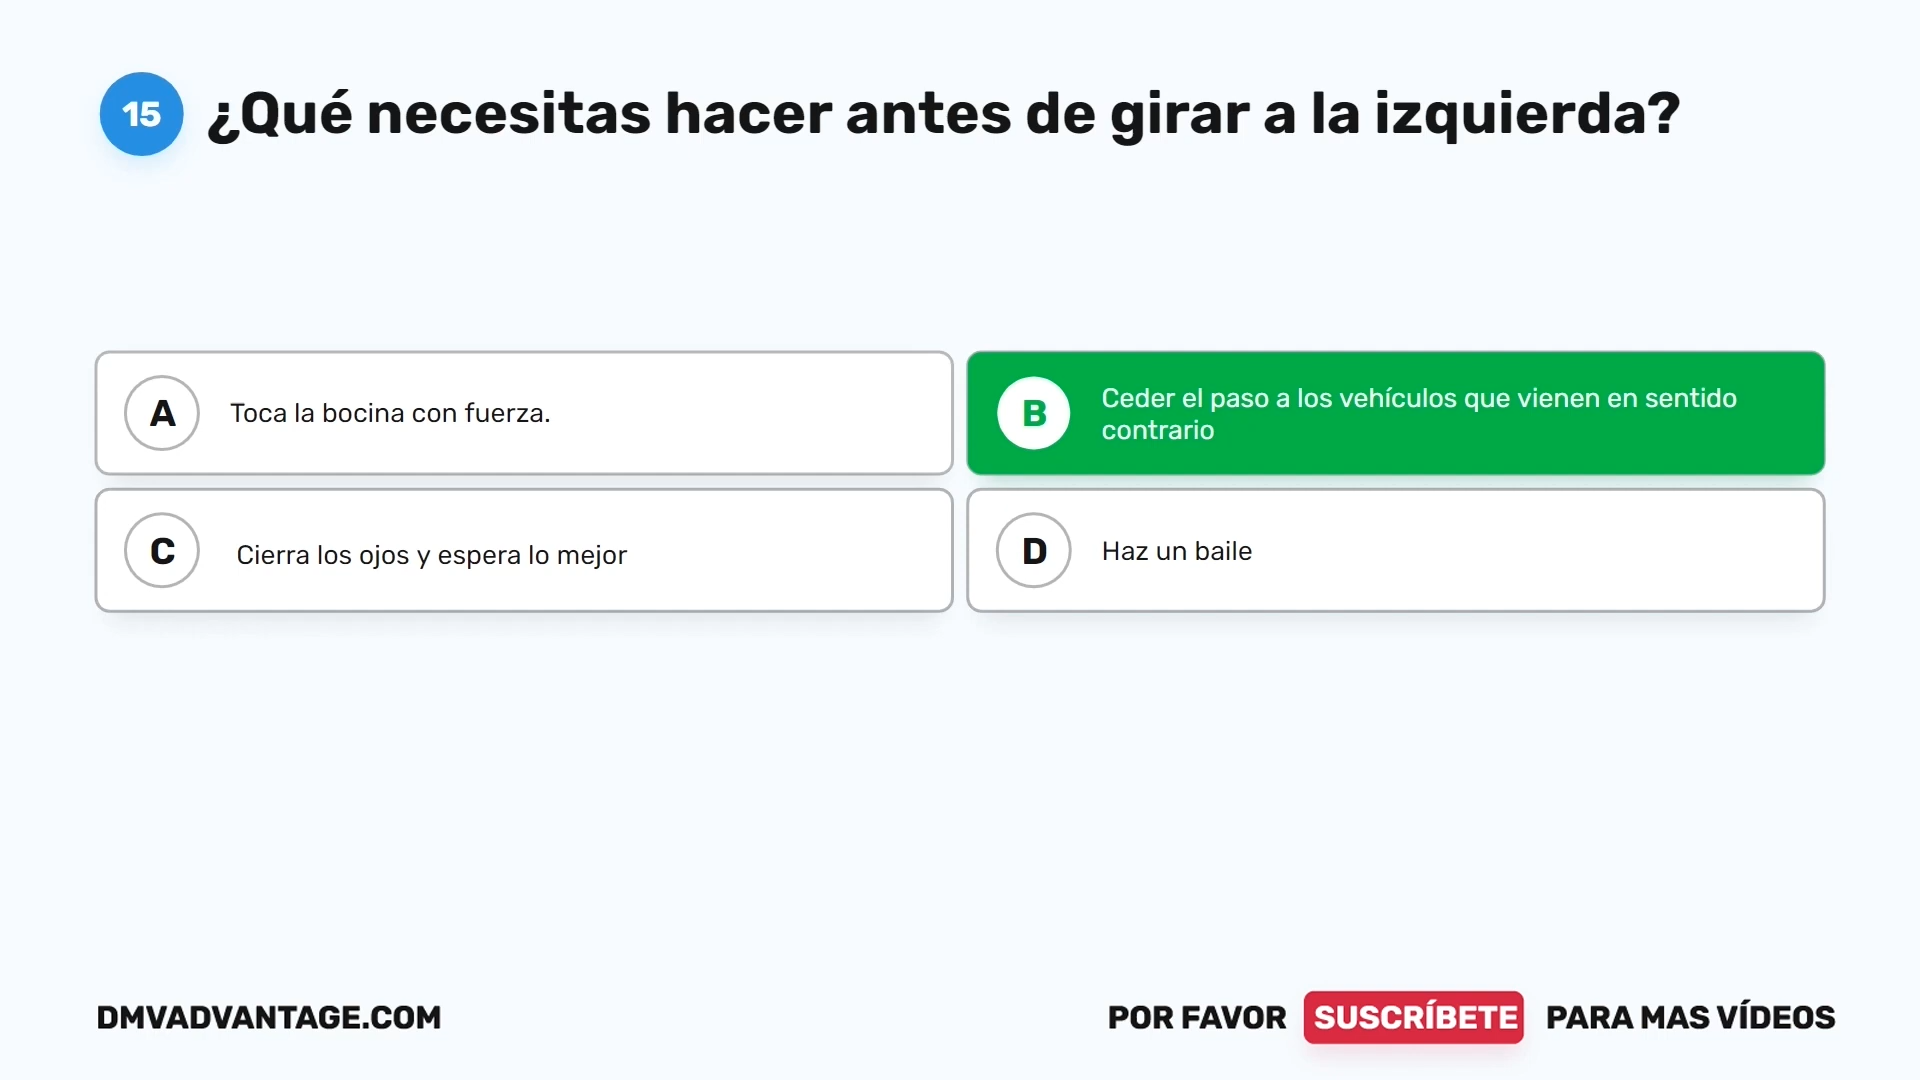 15 ¿Qué necesitas hacer antes de girar a la izquierda?
A Toca la bocina con fuerza.
B Ceder el paso a los vehículos que vienen en sentido
contrario
C Cierra los ojos y espera lo mejor
D Haz un baile
DMVADVANTAGE.COM
POR FAVOR SUSCRÍBETE PARA MAS VÍDEOS